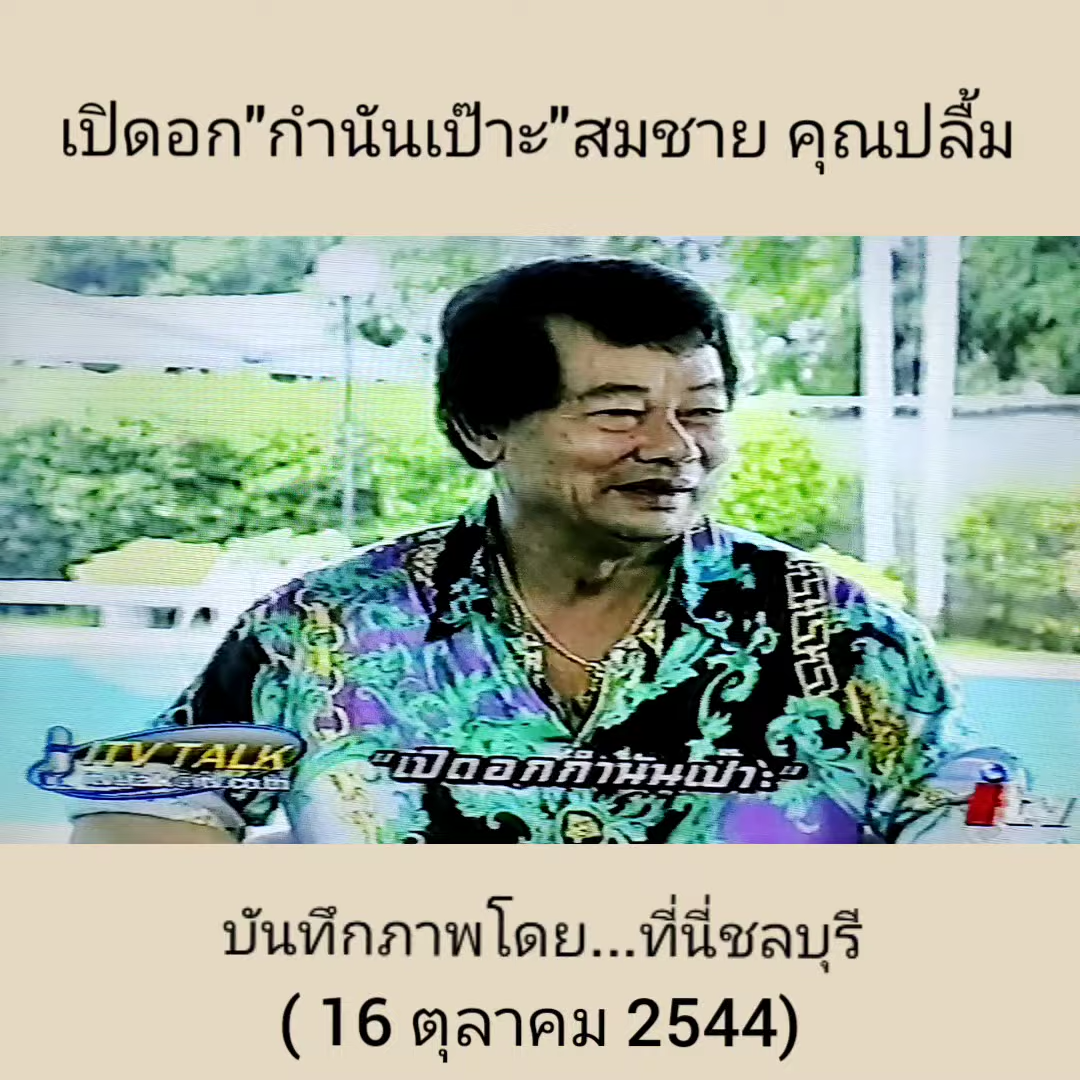 เปิดอก"กำนันเป๊าะ"สมชาย คุณปลื้ม
ITV TALK
"เปิดอกกำนันเป๊าะ"
itv
บันทึกภาพโดย...ที่นี่ชลบุรี
( 16 ตุลาคม 2544)